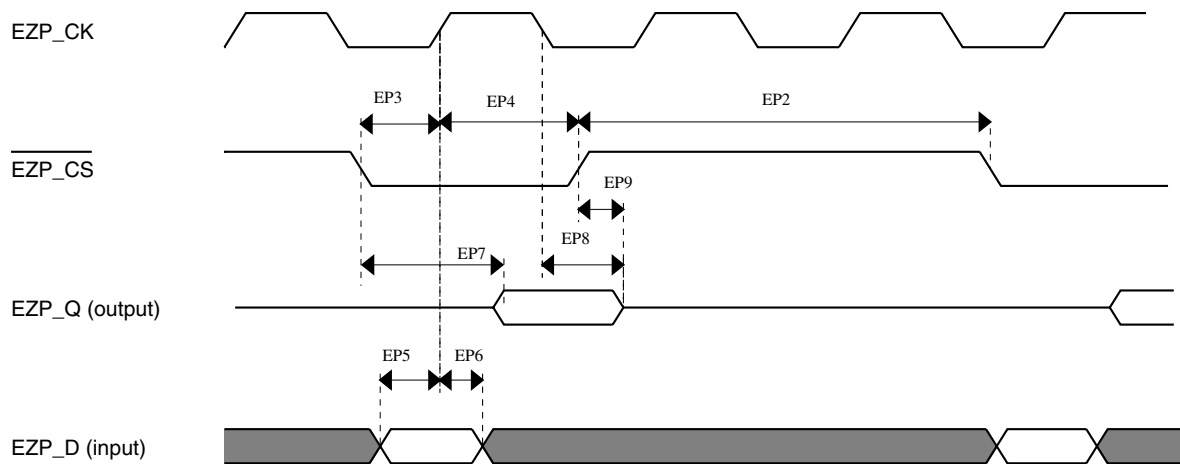 EZP_CK
EP3
EP4
EP2
EZP_CS
EP9
EP8
EP7
EZP_Q (output)
EP5
EP6
EZP_D (input)